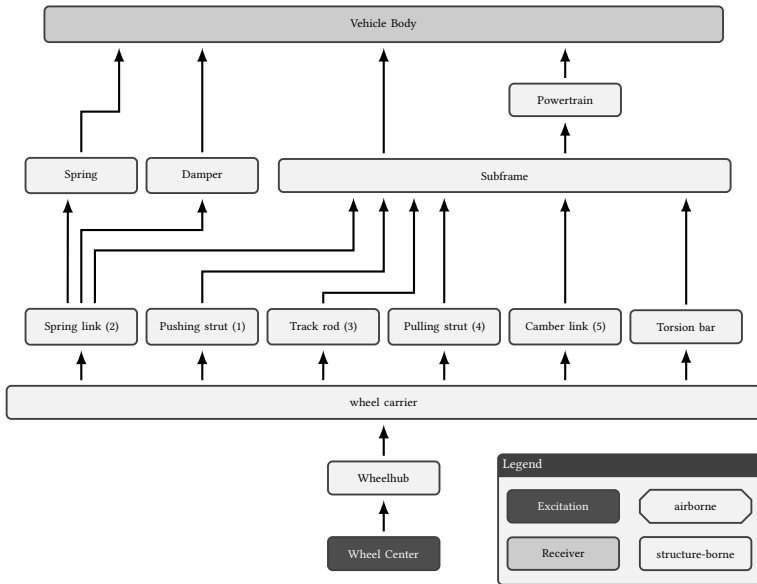 Vehicle Body
Powertrain
Spring
Damper
Subframe
Spring link (2)
Pushing strut (1)
Track rod (3)
Pulling strut (4)
Camber link (5)
Torsion bar
wheel carrier
Wheelhub
Wheel Center
Legend
Excitation
airborne
Receiver
structure-borne